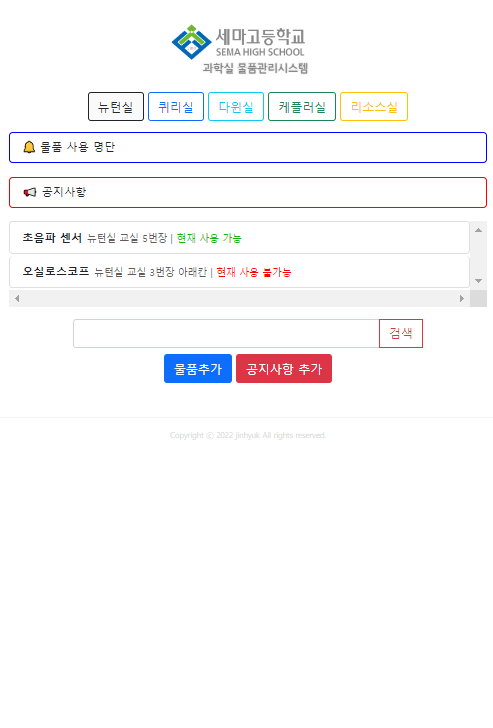 세마고등학교
SEMA HIGH SCHOOL
과학실 물품관리시스템
뉴턴실 퀴리실 다윈실 케플러실 리소스실
물품 사용 명단
공지사항
초음파 센서 뉴턴실 교실 5번장 | 현재 사용 가능
오실로스코프 뉴턴실 교실 3번장 아래칸 | 현재 사용 불가능
검색
물품추가 공지사항 추가
Copyright ⓒ 2022 Jinhyuk All rights reserved.